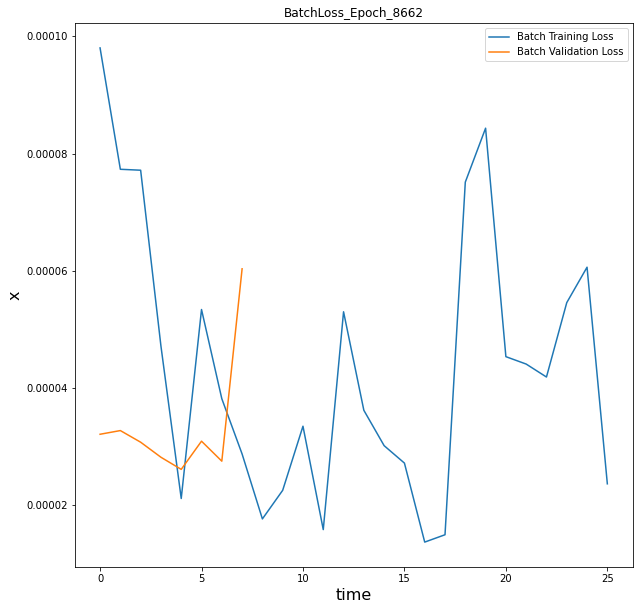 BatchLoss_Epoch_8662
Batch Training Loss
Batch Validation Loss
0.00010
0.00008
0.00006
0.00004
0.00002
x
0 5 10 15 20 25
time